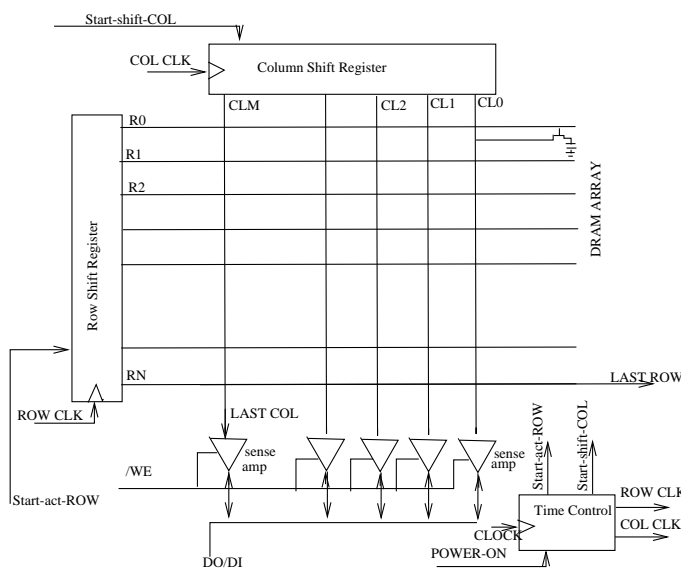 Start-shift-COL
COL CLK
Column Shift Register
CLM
CL2
CL1
CL0
R0
R1
R2
Row Shift Register
DRAM ARRAY
RN
LAST ROW
ROW CLK
LAST COL
/WE
sense
amp
sense
amp
Start-act-ROW
Start-act-ROW
Start-shift-COL
Time Control
ROW CLK
COL CLK
CLOCK
POWER-ON
DO/DI